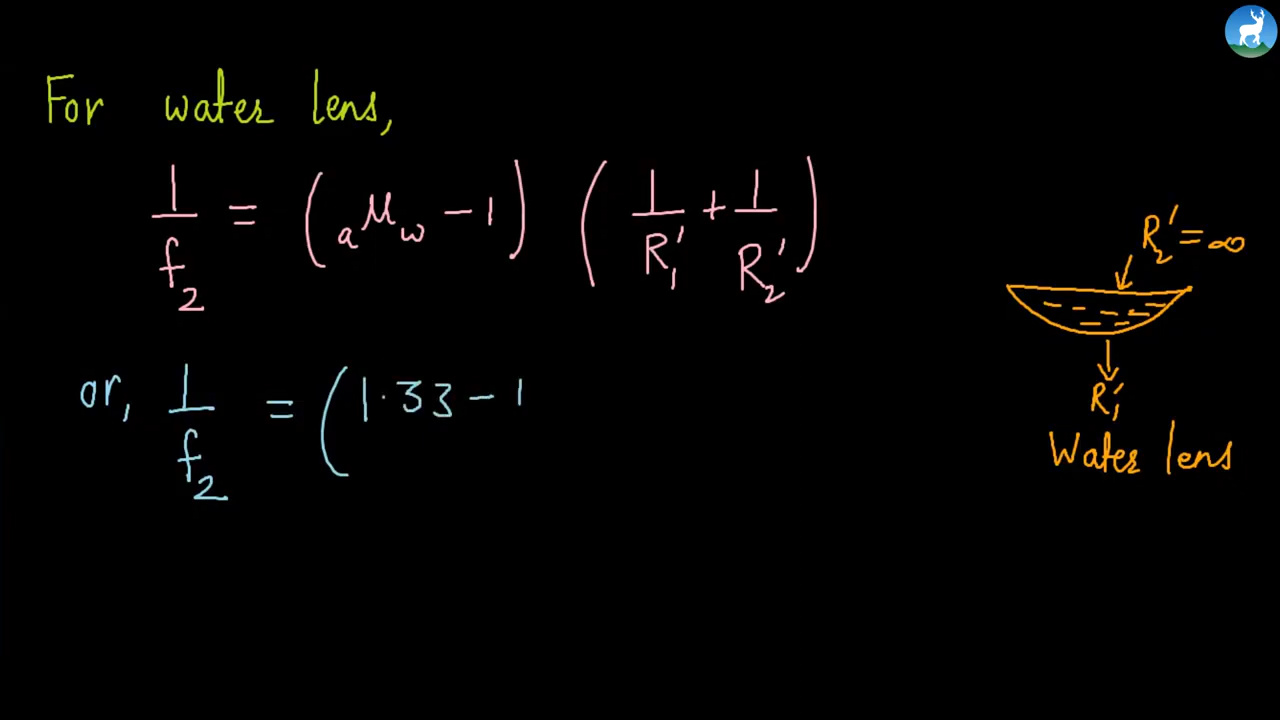 For water lens,
1/f₂ = (ₐμ_w − 1) (1/R₁′ + 1/R₂′)
R₂′ = ∞
or, 1/f₂ = (1.33 − 1
R₁′
Water lens